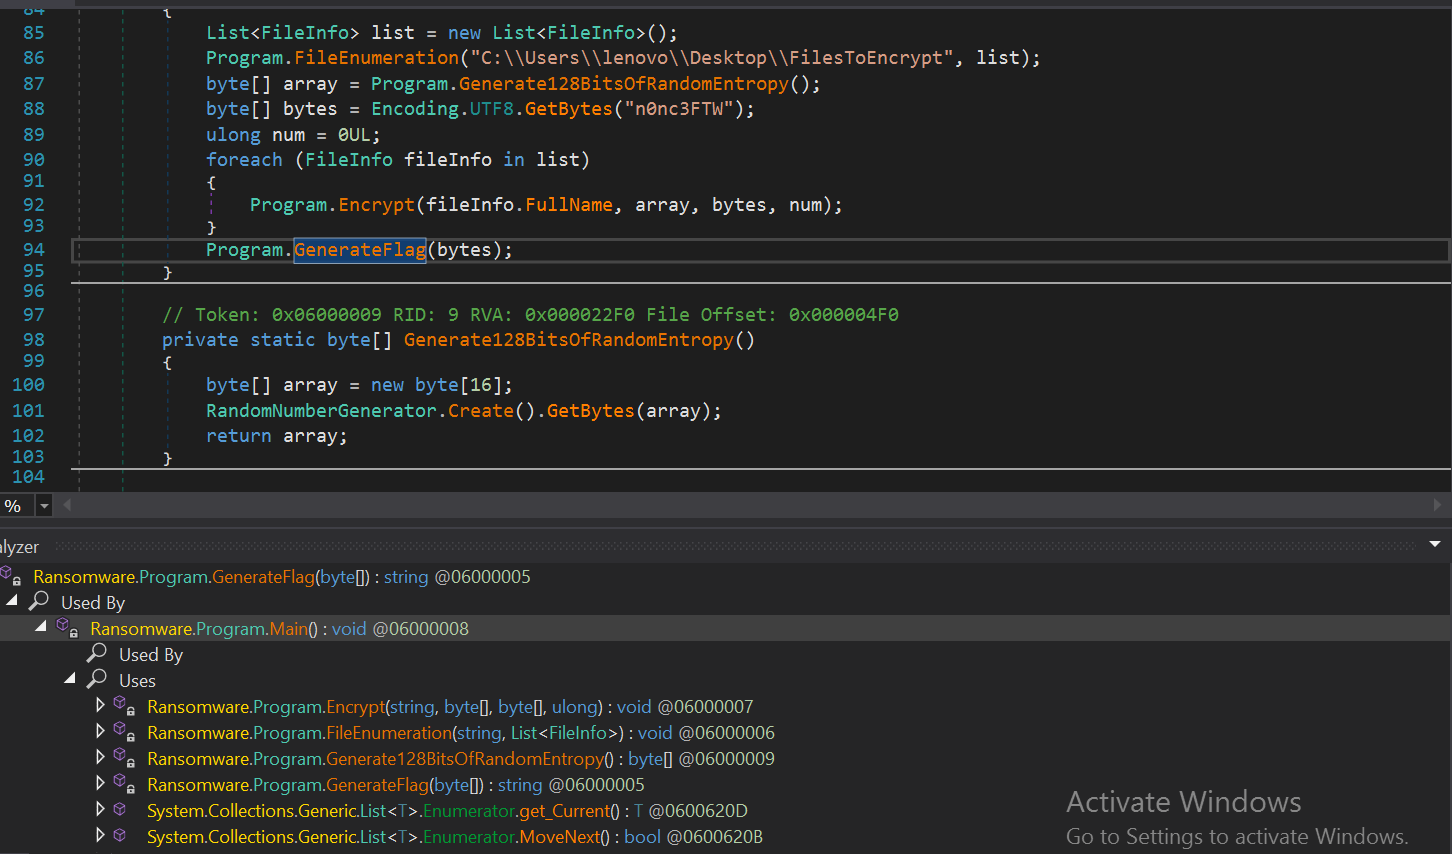 84 {
85 List<FileInfo> list = new List<FileInfo>();
86 Program.FileEnumeration("C:\\Users\\lenovo\\Desktop\\FilesToEncrypt", list);
87 byte[] array = Program.Generate128BitsOfRandomEntropy();
88 byte[] bytes = Encoding.UTF8.GetBytes("n0nc3FTW");
89 ulong num = 0UL;
90 foreach (FileInfo fileInfo in list)
91 {
92 Program.Encrypt(fileInfo.FullName, array, bytes, num);
93 }
94 Program.GenerateFlag(bytes);
95 }
96
97 // Token: 0x06000009 RID: 9 RVA: 0x000022F0 File Offset: 0x000004F0
98 private static byte[] Generate128BitsOfRandomEntropy()
99 {
100 byte[] array = new byte[16];
101 RandomNumberGenerator.Create().GetBytes(array);
102 return array;
103 }
104
%
alyzer
Ransomware.Program.GenerateFlag(byte[]) : string @06000005
Used By
Ransomware.Program.Main() : void @06000008
Used By
Uses
Ransomware.Program.Encrypt(string, byte[], byte[], ulong) : void @06000007
Ransomware.Program.FileEnumeration(string, List<FileInfo>) : void @06000006
Ransomware.Program.Generate128BitsOfRandomEntropy() : byte[] @06000009
Ransomware.Program.GenerateFlag(byte[]) : string @06000005
System.Collections.Generic.List<T>.Enumerator.get_Current() : T @0600620D
System.Collections.Generic.List<T>.Enumerator.MoveNext() : bool @0600620B
Activate Windows
Go to Settings to activate Windows.